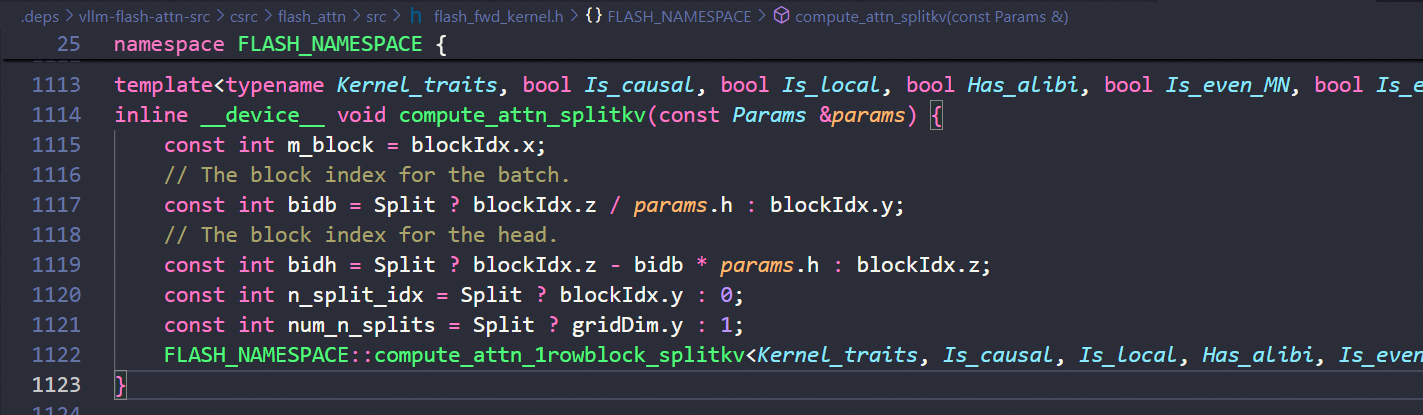 .deps > vllm-flash-attn-src > csrc > flash_attn > src > h flash_fwd_kernel.h > {} FLASH_NAMESPACE > compute_attn_splitkv(const Params &)
25 namespace FLASH_NAMESPACE {
1113 template<typename Kernel_traits, bool Is_causal, bool Is_local, bool Has_alibi, bool Is_even_MN, bool Is_e
1114 inline __device__ void compute_attn_splitkv(const Params &params) {
1115 const int m_block = blockIdx.x;
1116 // The block index for the batch.
1117 const int bidb = Split ? blockIdx.z / params.h : blockIdx.y;
1118 // The block index for the head.
1119 const int bidh = Split ? blockIdx.z - bidb * params.h : blockIdx.z;
1120 const int n_split_idx = Split ? blockIdx.y : 0;
1121 const int num_n_splits = Split ? gridDim.y : 1;
1122 FLASH_NAMESPACE::compute_attn_1rowblock_splitkv<Kernel_traits, Is_causal, Is_local, Has_alibi, Is_even
1123 }
1124